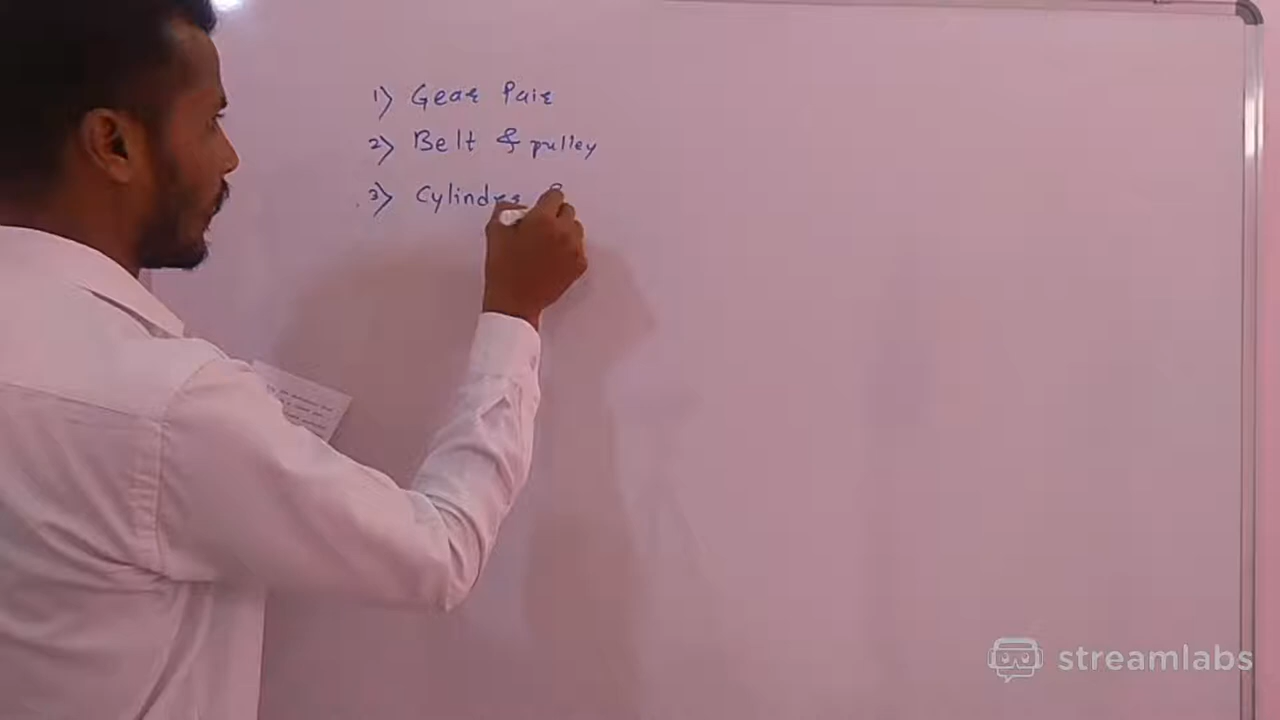 1) Gear Pair
2) Belt & pulley
3) Cylinder &
streamlabs